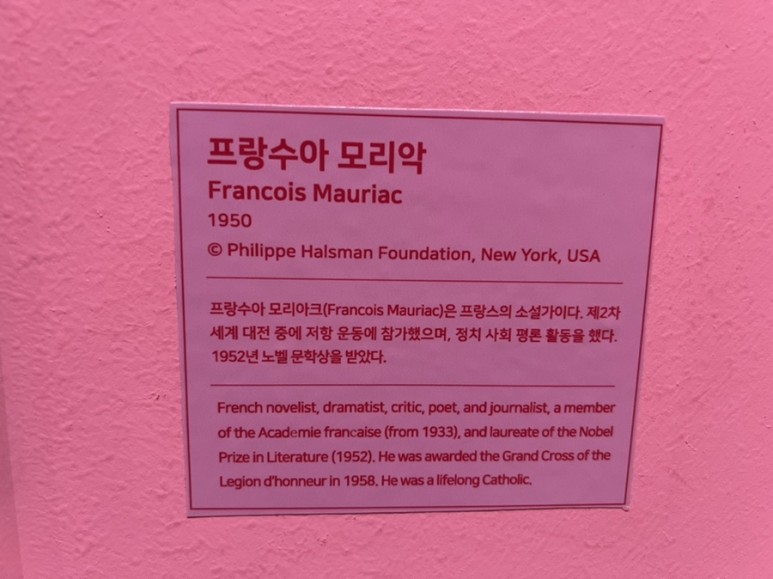 프랑수아 모리악
Francois Mauriac
1950
© Philippe Halsman Foundation, New York, USA
프랑수아 모리아크(Francois Mauriac)은 프랑스의 소설가이다. 제2차
세계 대전 중에 저항 운동에 참가했으며, 정치 사회 평론 활동을 했다.
1952년 노벨 문학상을 받았다.
French novelist, dramatist, critic, poet, and journalist, a member
of the Academie francaise (from 1933), and laureate of the Nobel
Prize in Literature (1952). He was awarded the Grand Cross of the
Legion d'honneur in 1958. He was a lifelong Catholic.